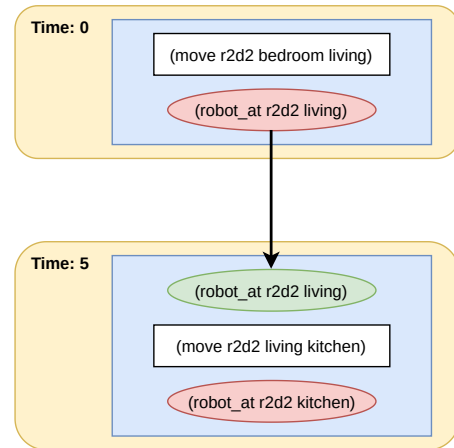 Time: 0
(move r2d2 bedroom living)
(robot_at r2d2 living)
Time: 5
(robot_at r2d2 living)
(move r2d2 living kitchen)
(robot_at r2d2 kitchen)